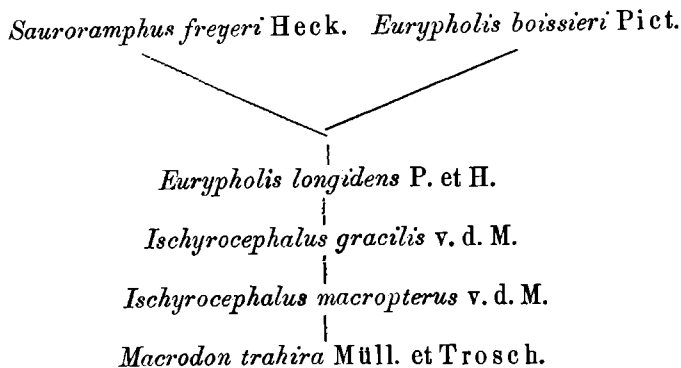 Sauroramphus freyeri Heck. Eurypholis boissieri Pict.
Eurypholis longidens P. et H.
Ischyrocephalus gracilis v. d. M.
Ischyrocephalus macropterus v. d. M.
Macrodon trahira Müll. et Trosch.